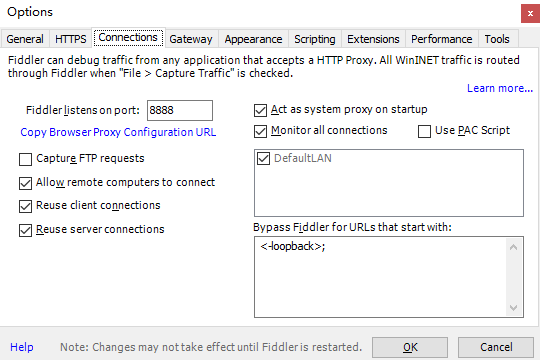 Options
General HTTPS Connections Gateway Appearance Scripting Extensions Performance Tools
Fiddler can debug traffic from any application that accepts a HTTP Proxy. All WinINET traffic is routed
through Fiddler when "File > Capture Traffic" is checked.
Learn more...
Fiddler listens on port: 8888
Copy Browser Proxy Configuration URL
Capture FTP requests
Allow remote computers to connect
Reuse client connections
Reuse server connections
Act as system proxy on startup
Monitor all connections Use PAC Script
DefaultLAN
Bypass Fiddler for URLs that start with:
<-loopback>;
Help Note: Changes may not take effect until Fiddler is restarted. OK Cancel